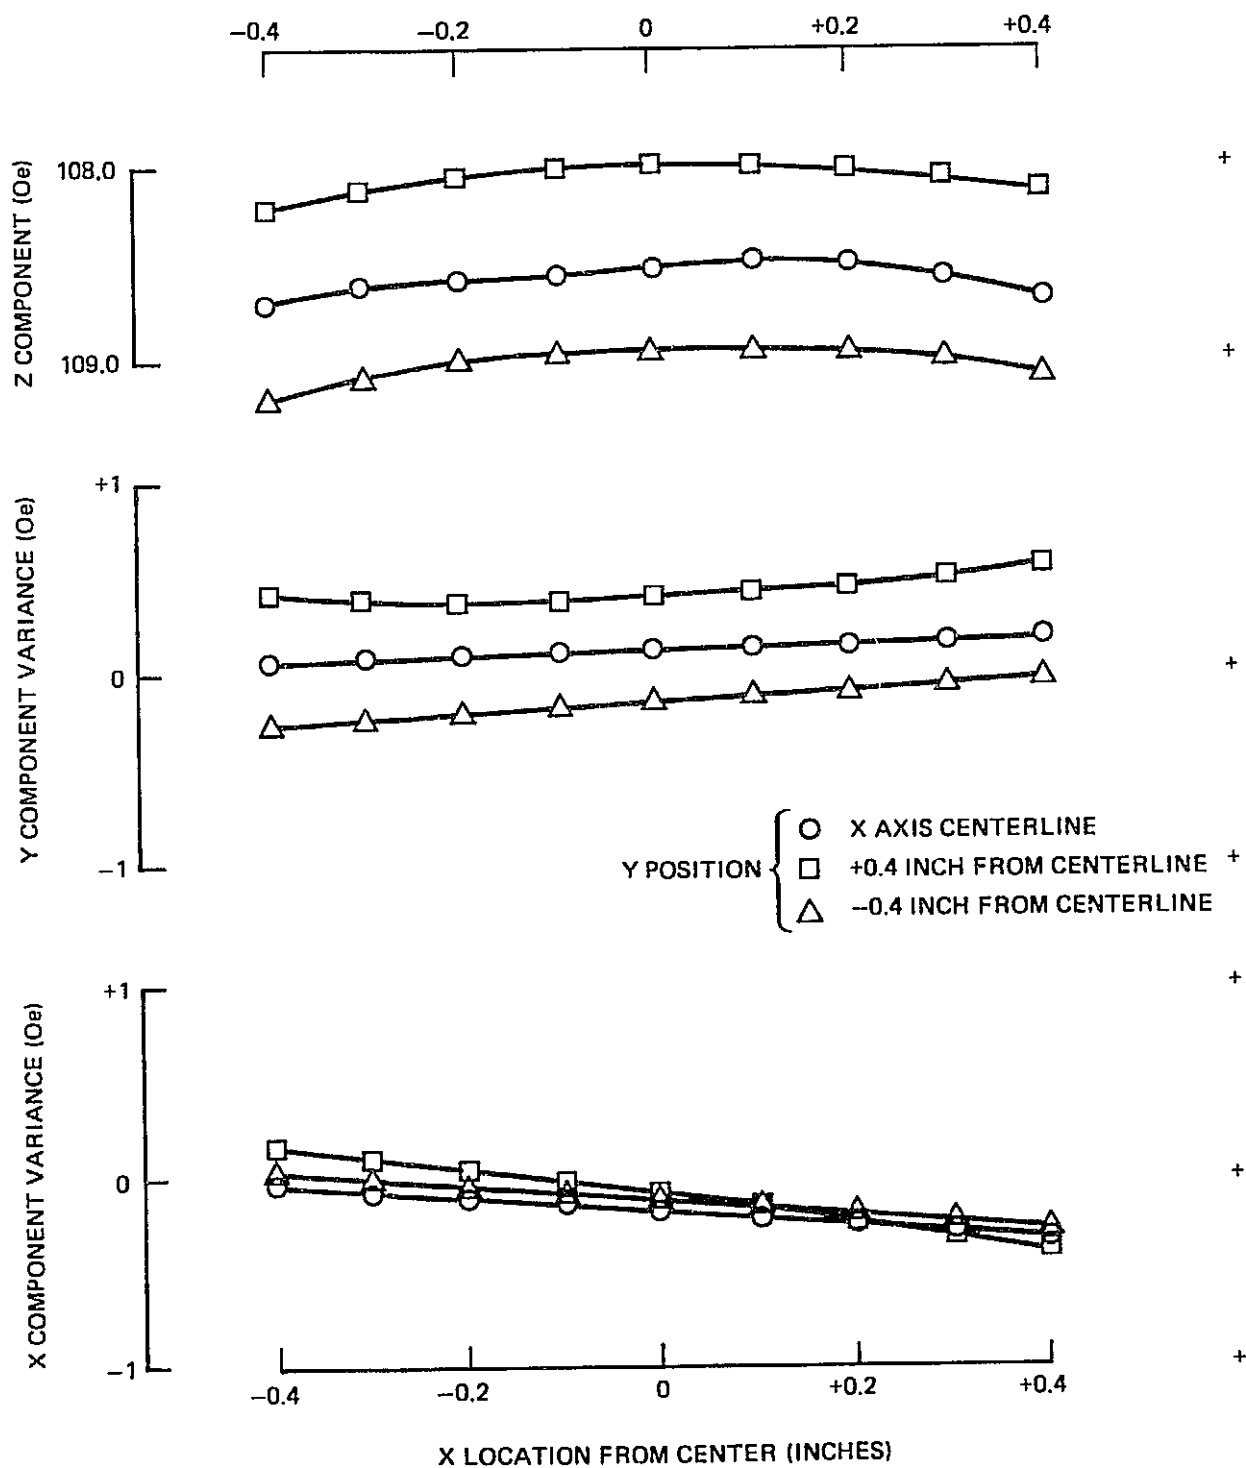 −0.4 −0.2 0 +0.2 +0.4
Z COMPONENT (Oe)
108.0
109.0
Y COMPONENT VARIANCE (Oe)
+1
0
−1
Y POSITION
X AXIS CENTERLINE
+0.4 INCH FROM CENTERLINE
−0.4 INCH FROM CENTERLINE
X COMPONENT VARIANCE (Oe)
+1
0
−1
−0.4 −0.2 0 +0.2 +0.4
X LOCATION FROM CENTER (INCHES)